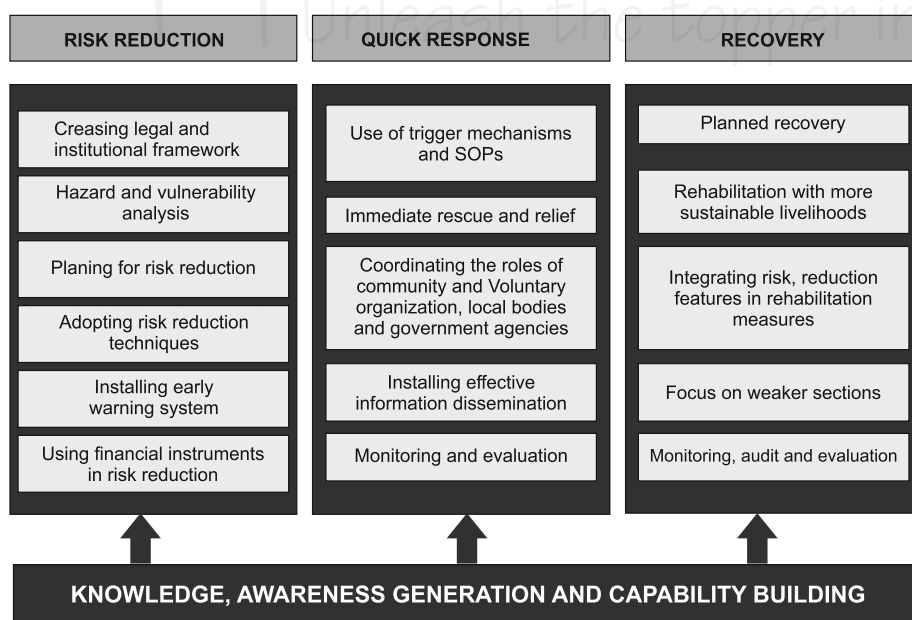 Unleash the topper in
RISK REDUCTION
Creasing legal and
institutional framework
Hazard and vulnerability
analysis
Planing for risk reduction
Adopting risk reduction
techniques
Installing early
warning system
Using financial instruments
in risk reduction
QUICK RESPONSE
Use of trigger mechanisms
and SOPs
Immediate rescue and relief
Coordinating the roles of
community and Voluntary
organization, local bodies
and government agencies
Installing effective
information dissemination
Monitoring and evaluation
RECOVERY
Planned recovery
Rehabilitation with more
sustainable livelihoods
Integrating risk, reduction
features in rehabilitation
measures
Focus on weaker sections
Monitoring, audit and evaluation
KNOWLEDGE, AWARENESS GENERATION AND CAPABILITY BUILDING